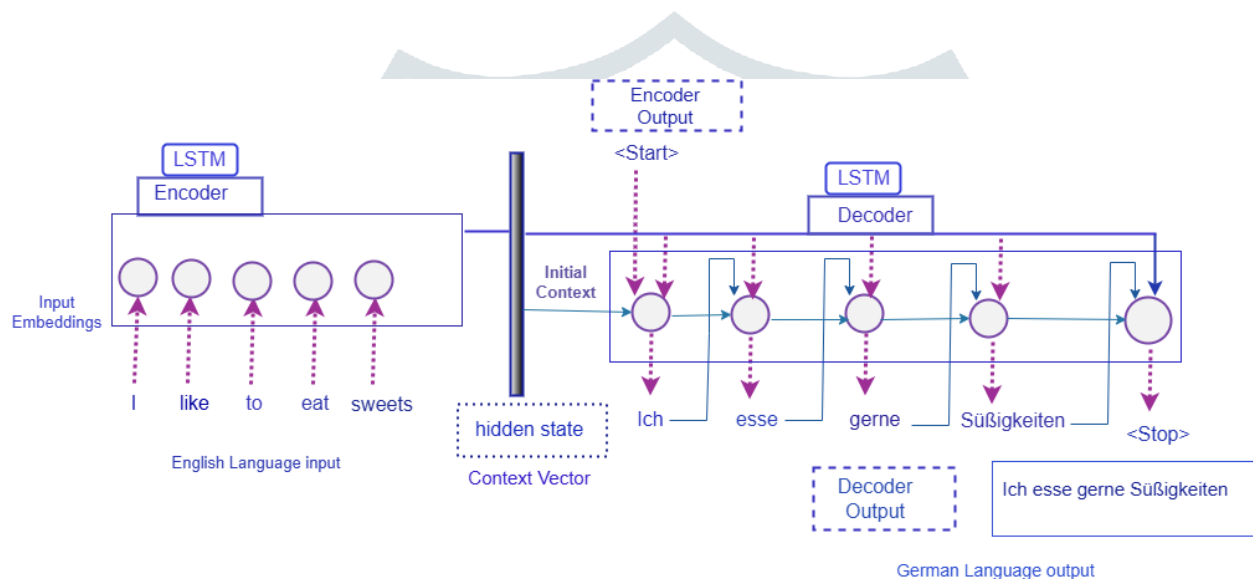 Encoder
Output
<Start>
LSTM
Encoder
LSTM
Decoder
Input
Embeddings
Initial
Context
I like to eat sweets
English Language input
hidden state
Context Vector
Ich esse gerne Süßigkeiten <Stop>
Decoder
Output
Ich esse gerne Süßigkeiten
German Language output